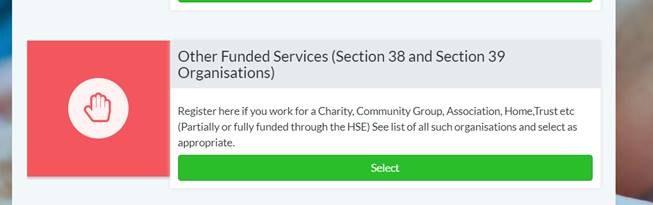 Other Funded Services (Section 38 and Section 39
Organisations)
Register here if you work for a Charity, Community Group, Association, Home,Trust etc
(Partially or fully funded through the HSE) See list of all such organisations and select as
appropriate.
Select